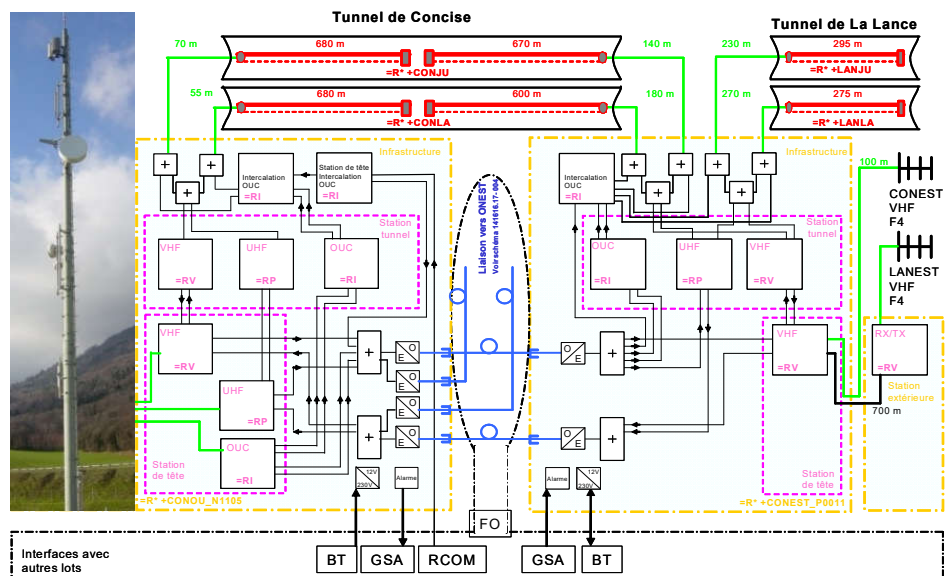 Tunnel de Concise
Tunnel de La Lance
70 m
680 m
670 m
140 m
230 m
295 m
=R* +CONJU
=R* +LANJU
55 m
680 m
600 m
180 m
270 m
275 m
=R* +CONLA
=R* +LANLA
Infrastructure
Infrastructure
+
+
+
Intercalation
OUC
=RI
Station de tête
Intercalation
OUC
=RI
Liaison vers ONEST
Voir schéma 141616.17-004
Intercalation
OUC
=RI
+
+
+
+
+
+
100 m
CONEST
VHF
F4
LANEST
VHF
F4
Station
tunnel
VHF
=RV
UHF
=RP
OUC
=RI
Station
tunnel
OUC
=RI
UHF
=RP
VHF
=RV
VHF
=RV
UHF
=RP
OUC
=RI
Station
de tête
+
+
O
E
O
E
O
E
O
E
O
E
O
E
+
+
VHF
=RV
Station
de tête
RX/TX
=RV
Station
extérieure
700 m
12V
230V
Alarme
Alarme
12V
230V
=R* +CONOU_N1105
=R* +CONEST_P0011
FO
Interfaces avec
autres lots
BT
GSA
RCOM
GSA
BT